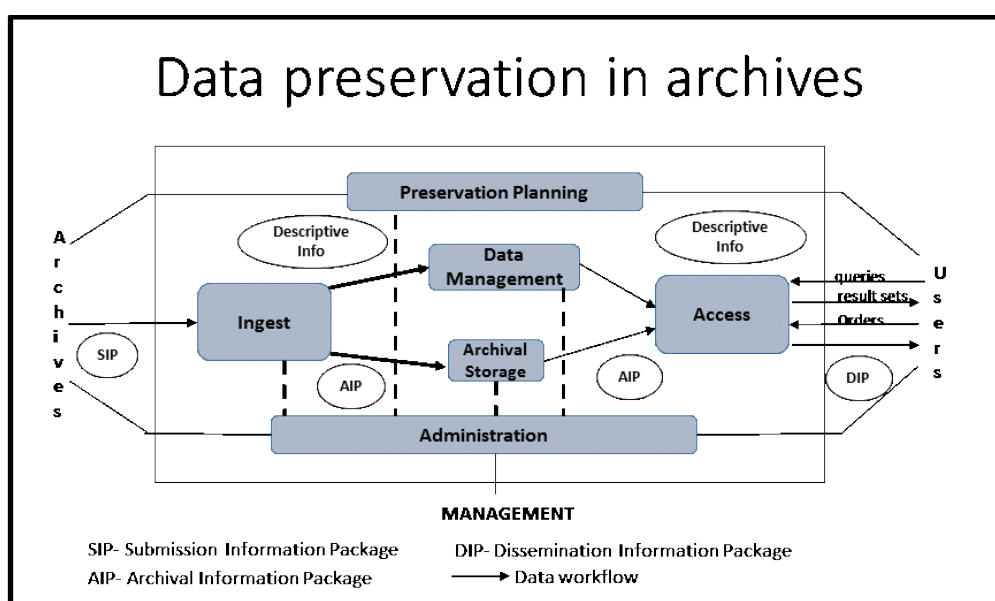 Data preservation in archives
Preservation Planning
Archives
Descriptive
Info
Descriptive
Info
Data
Management
Users
queries
result sets
Orders
Ingest
Access
SIP
AIP
Archival
Storage
AIP
DIP
Administration
MANAGEMENT
SIP- Submission Information Package
DIP- Dissemination Information Package
AIP- Archival Information Package
Data workflow